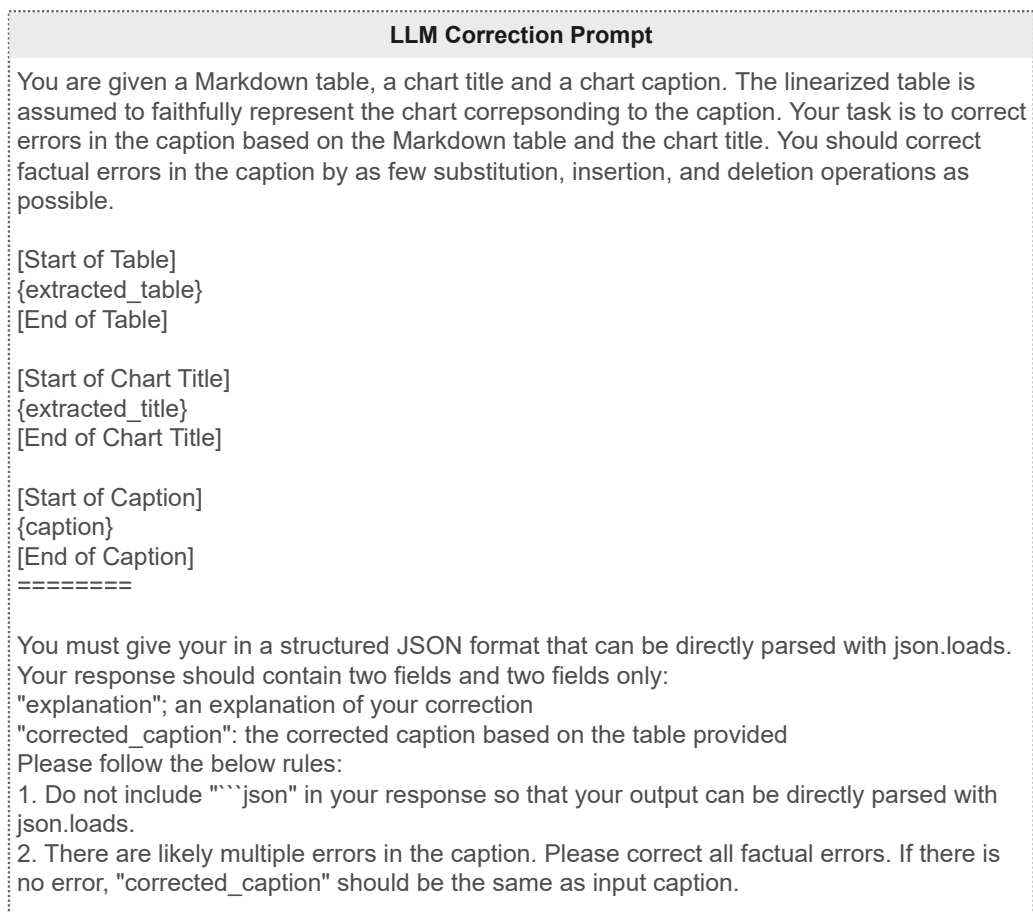 LLM Correction Prompt
You are given a Markdown table, a chart title and a chart caption. The linearized table is
assumed to faithfully represent the chart correpsonding to the caption. Your task is to correct
errors in the caption based on the Markdown table and the chart title. You should correct
factual errors in the caption by as few substitution, insertion, and deletion operations as
possible.
[Start of Table]
{extracted_table}
[End of Table]
[Start of Chart Title]
{extracted_title}
[End of Chart Title]
[Start of Caption]
{caption}
[End of Caption]
========
You must give your in a structured JSON format that can be directly parsed with json.loads.
Your response should contain two fields and two fields only:
"explanation"; an explanation of your correction
"corrected_caption": the corrected caption based on the table provided
Please follow the below rules:
1. Do not include "```json" in your response so that your output can be directly parsed with
json.loads.
2. There are likely multiple errors in the caption. Please correct all factual errors. If there is
no error, "corrected_caption" should be the same as input caption.